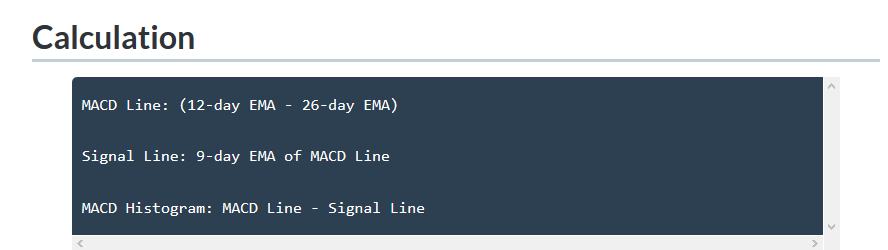 Calculation
MACD Line: (12-day EMA - 26-day EMA)
Signal Line: 9-day EMA of MACD Line
MACD Histogram: MACD Line - Signal Line